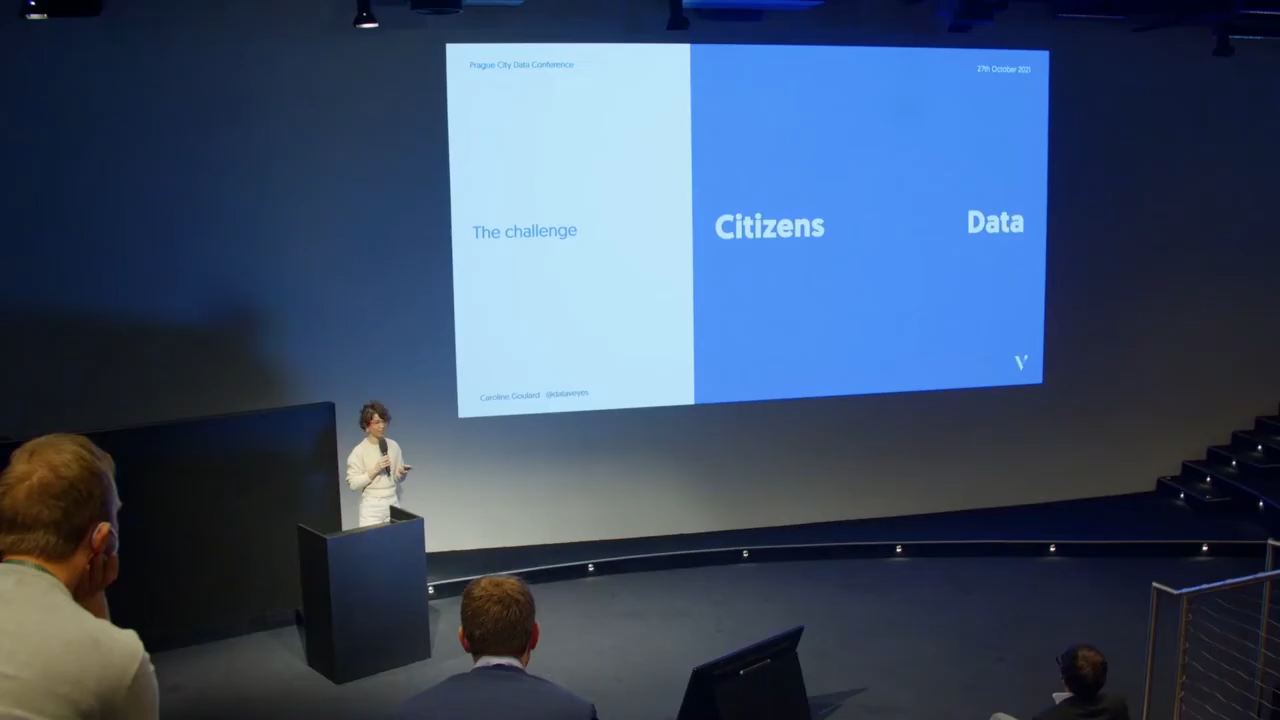 Prague City Data Conference
27th October 2021
The challenge
Citizens
Data
Caroline Goulard @dataveyes
V